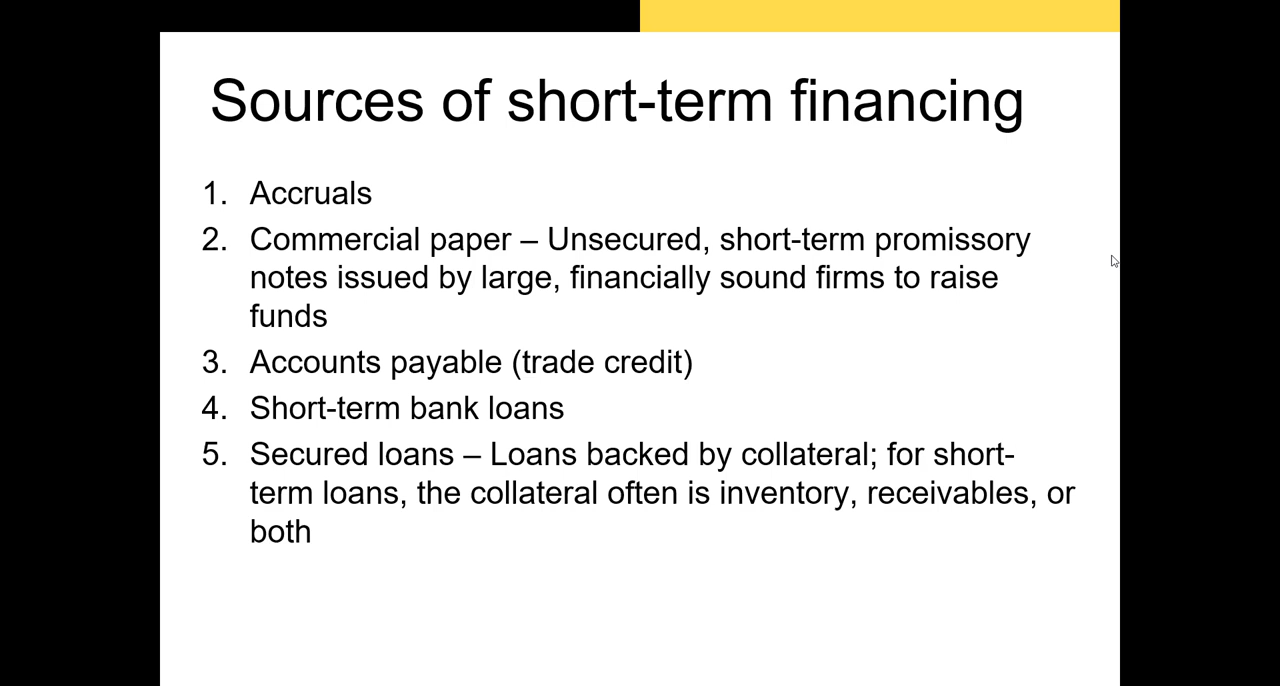 Sources of short-term financing
1. Accruals
2. Commercial paper – Unsecured, short-term promissory
notes issued by large, financially sound firms to raise
funds
3. Accounts payable (trade credit)
4. Short-term bank loans
5. Secured loans – Loans backed by collateral; for short-
term loans, the collateral often is inventory, receivables, or
both